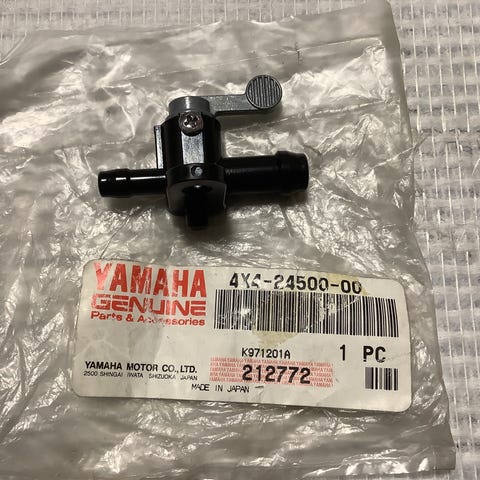 YAMAHA
GENUINE
Parts & Accessories
4X4-24500-00
K971201A
1 PC
YAMAHA MOTOR CO., LTD.
2500 SHINGAI IWATA SHIZUOKA JAPAN
212772
MADE IN JAPAN